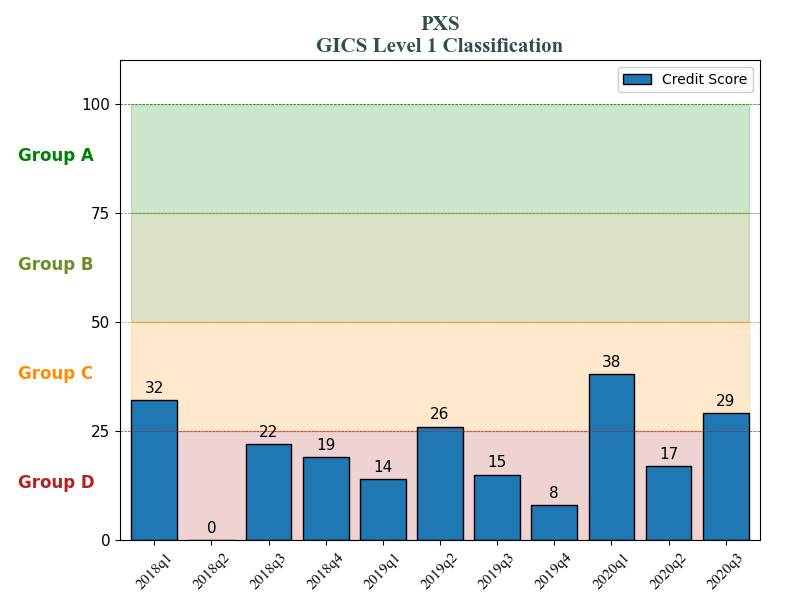 PXS
GICS Level 1 Classification
Credit Score
100
Group A
75
Group B
50
Group C
25
Group D
0
32
0
22
19
14
26
15
8
38
17
29
2018q1
2018q2
2018q3
2018q4
2019q1
2019q2
2019q3
2019q4
2020q1
2020q2
2020q3